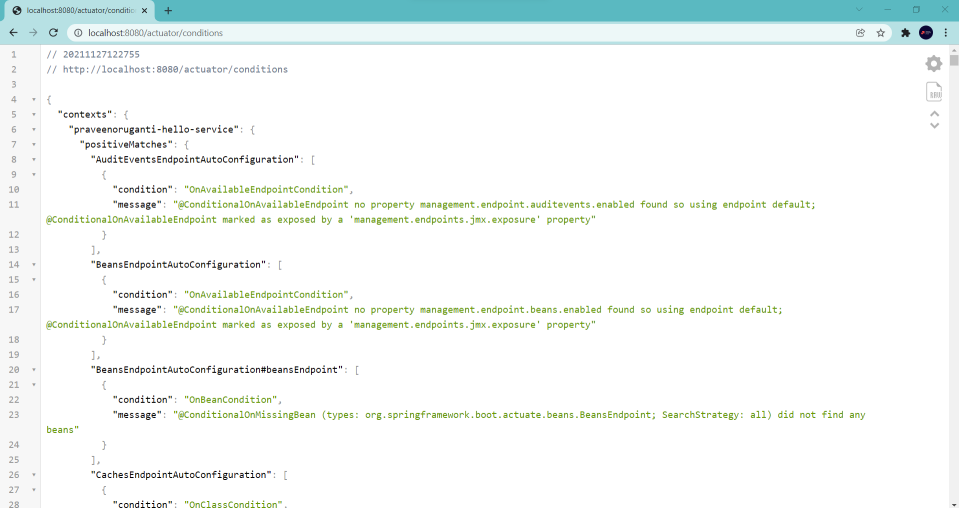 localhost:8080/actuator/conditio
localhost:8080/actuator/conditions
1 // 20211127122755
2 // http://localhost:8080/actuator/conditions
3
4 {
5 "contexts": {
6 "praveenoruganti-hello-service": {
7 "positiveMatches": {
8 "AuditEventsEndpointAutoConfiguration": [
9 {
10 "condition": "OnAvailableEndpointCondition",
11 "message": "@ConditionalOnAvailableEndpoint no property management.endpoint.auditevents.enabled found so using endpoint default;
@ConditionalOnAvailableEndpoint marked as exposed by a 'management.endpoints.jmx.exposure' property"
12 }
13 ],
14 "BeansEndpointAutoConfiguration": [
15 {
16 "condition": "OnAvailableEndpointCondition",
17 "message": "@ConditionalOnAvailableEndpoint no property management.endpoint.beans.enabled found so using endpoint default;
@ConditionalOnAvailableEndpoint marked as exposed by a 'management.endpoints.jmx.exposure' property"
18 }
19 ],
20 "BeansEndpointAutoConfiguration#beansEndpoint": [
21 {
22 "condition": "OnBeanCondition",
23 "message": "@ConditionalOnMissingBean (types: org.springframework.boot.actuate.beans.BeansEndpoint; SearchStrategy: all) did not find any
beans"
24 }
25 ],
26 "CachesEndpointAutoConfiguration": [
27 {
28 "condition": "OnClassCondition",